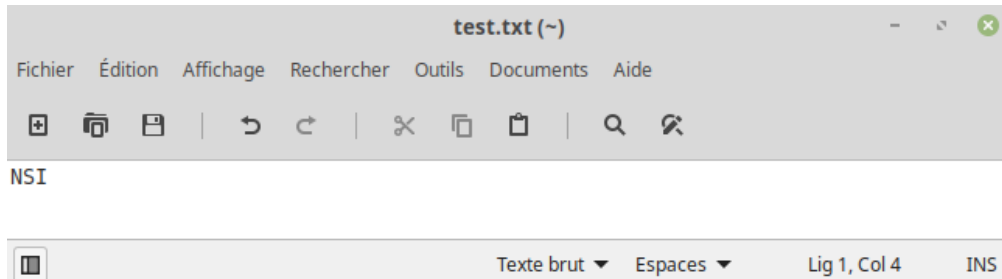 test.txt (~)
Fichier Édition Affichage Rechercher Outils Documents Aide
NSI
Texte brut Espaces Lig 1, Col 4 INS